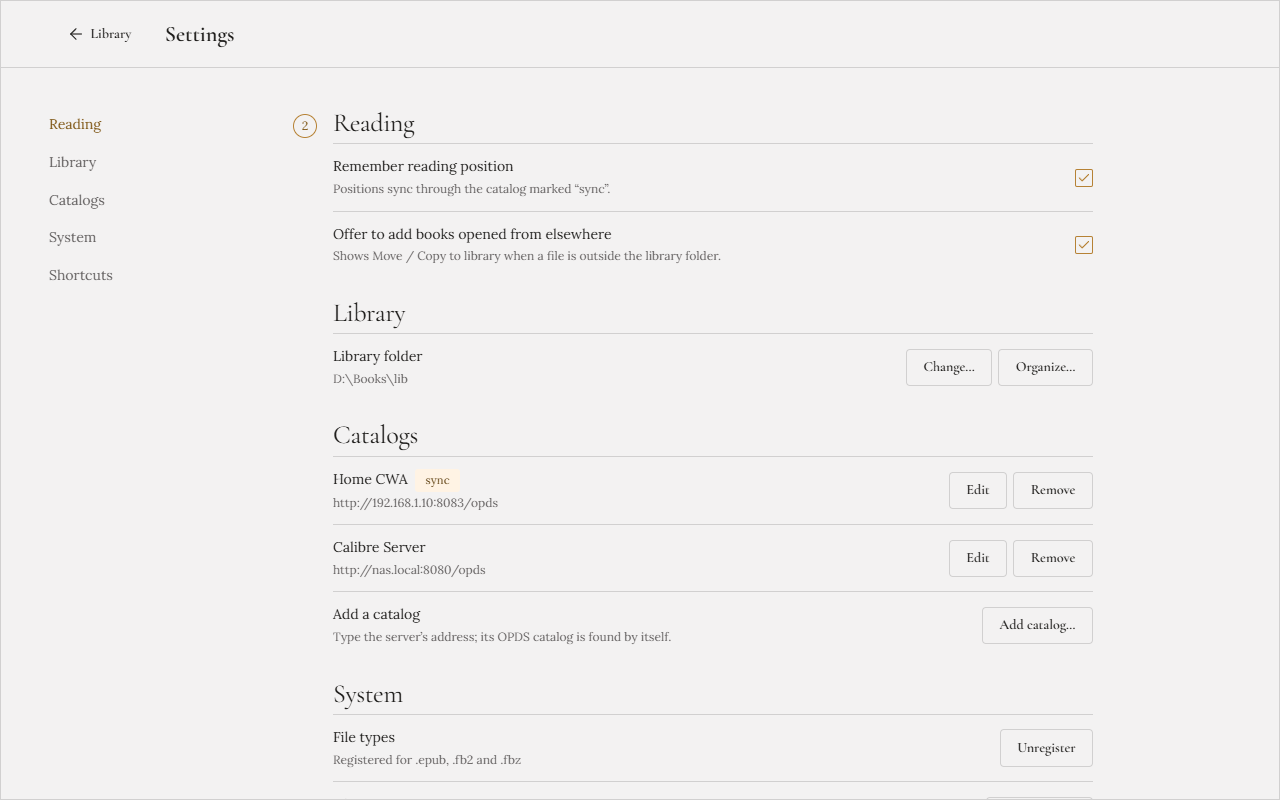 Library
Settings
Reading
Library
Catalogs
System
Shortcuts
2
Reading
Remember reading position
Positions sync through the catalog marked “sync”.
Offer to add books opened from elsewhere
Shows Move / Copy to library when a file is outside the library folder.
Library
Library folder
D:\Books\lib
Change…
Organize…
Catalogs
Home CWA sync
http://192.168.1.10:8083/opds
Edit
Remove
Calibre Server
http://nas.local:8080/opds
Edit
Remove
Add a catalog
Type the server’s address; its OPDS catalog is found by itself.
Add catalog…
System
File types
Registered for .epub, .fb2 and .fbz
Unregister